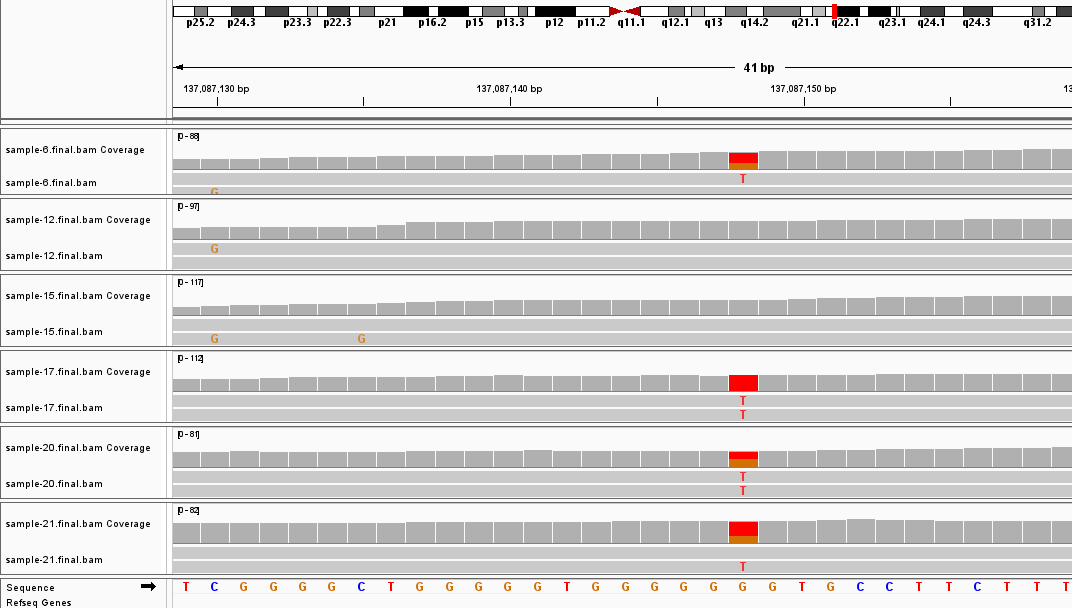 p25.2 p24.3 p23.3 p22.3 p21 p16.2 p15 p13.3 p12 p11.2 q11.1 q12.1 q13 q14.2 q21.1 q22.1 q23.1 q24.1 q24.3 q31.2
41 bp
137,087,130 bp 137,087,140 bp 137,087,150 bp 13
[0 - 88]
sample-6.final.bam Coverage
sample-6.final.bam
T
G
[0 - 97]
sample-12.final.bam Coverage
G
sample-12.final.bam
[0 - 117]
sample-15.final.bam Coverage
sample-15.final.bam
G G
[0 - 112]
sample-17.final.bam Coverage
T
sample-17.final.bam
T
[0 - 81]
sample-20.final.bam Coverage
T
sample-20.final.bam
T
[0 - 82]
sample-21.final.bam Coverage
sample-21.final.bam
T
Sequence T C G G G G C T G G G G G T G G G G G G G T G C C T T C T T T
Refseq Genes